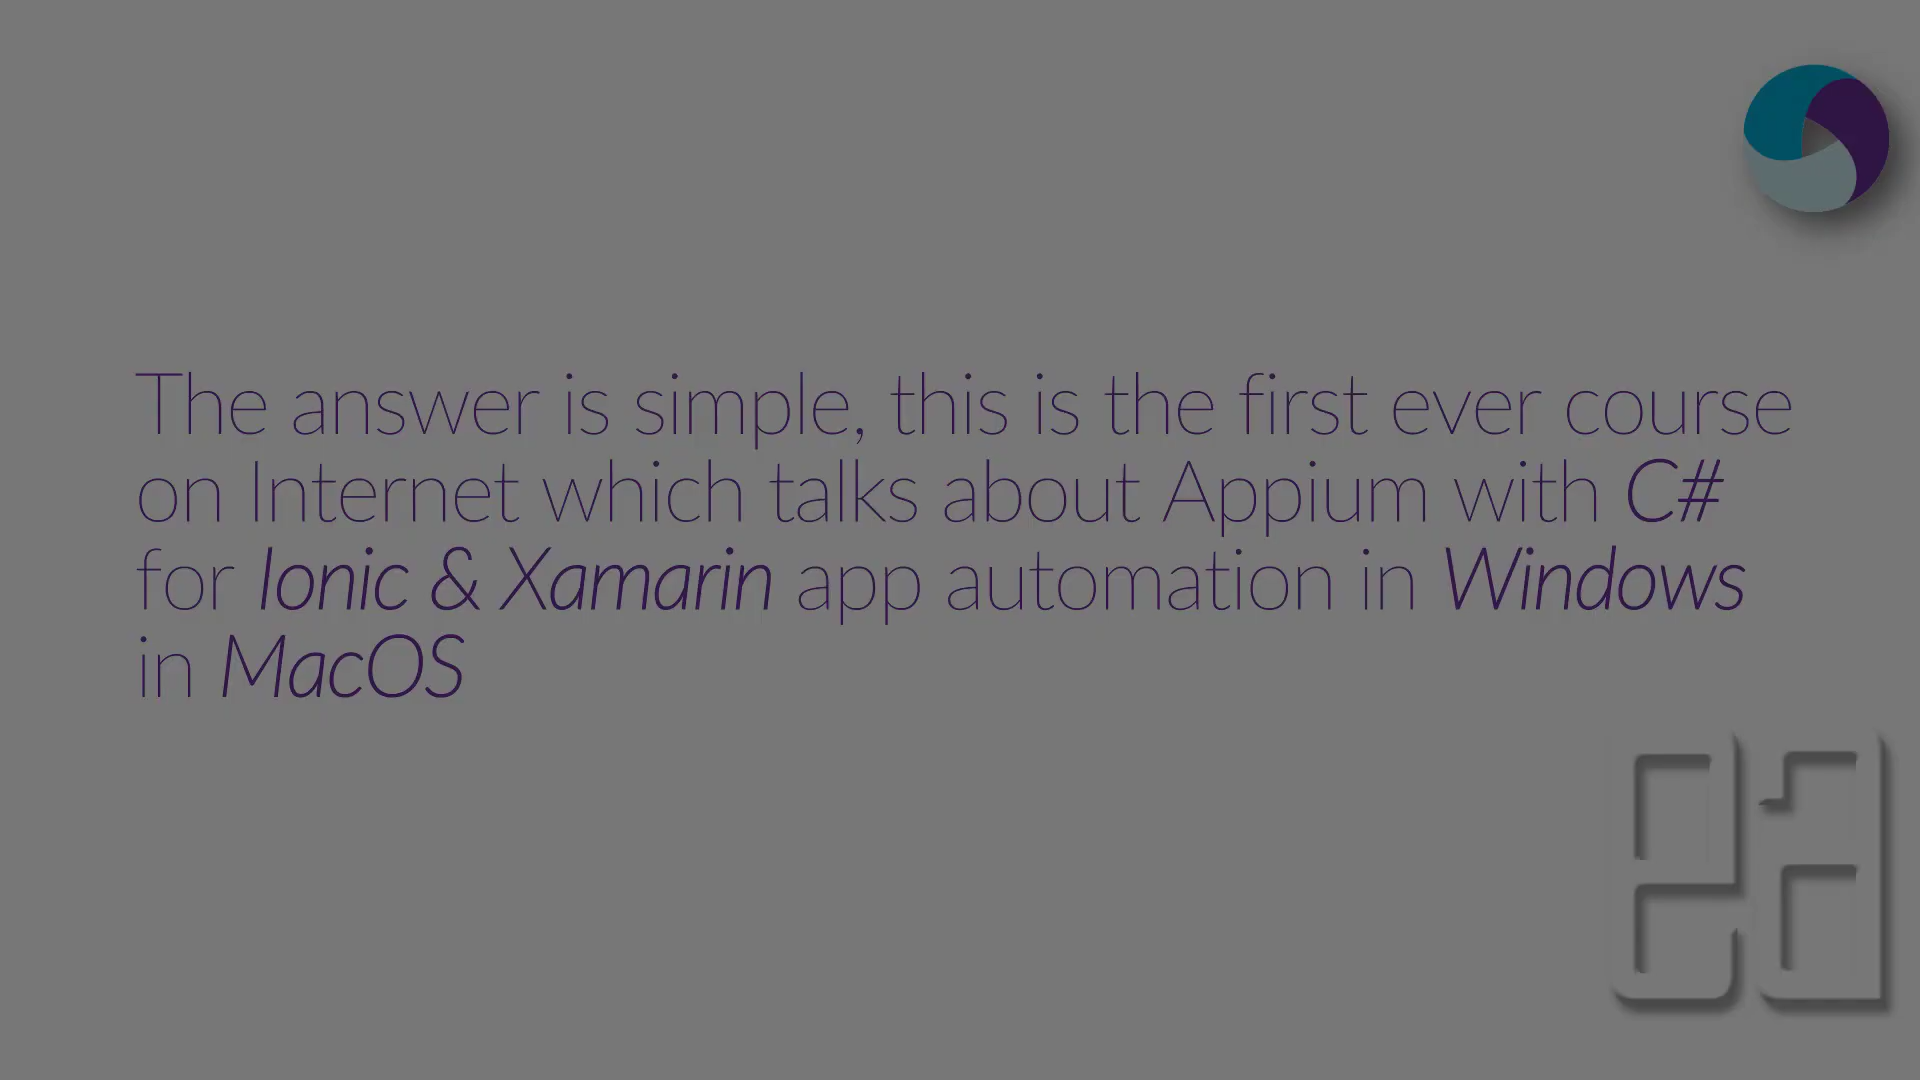 The answer is simple, this is the first ever course
on Internet which talks about Appium with C#
for Ionic & Xamarin app automation in Windows
in MacOS
ea